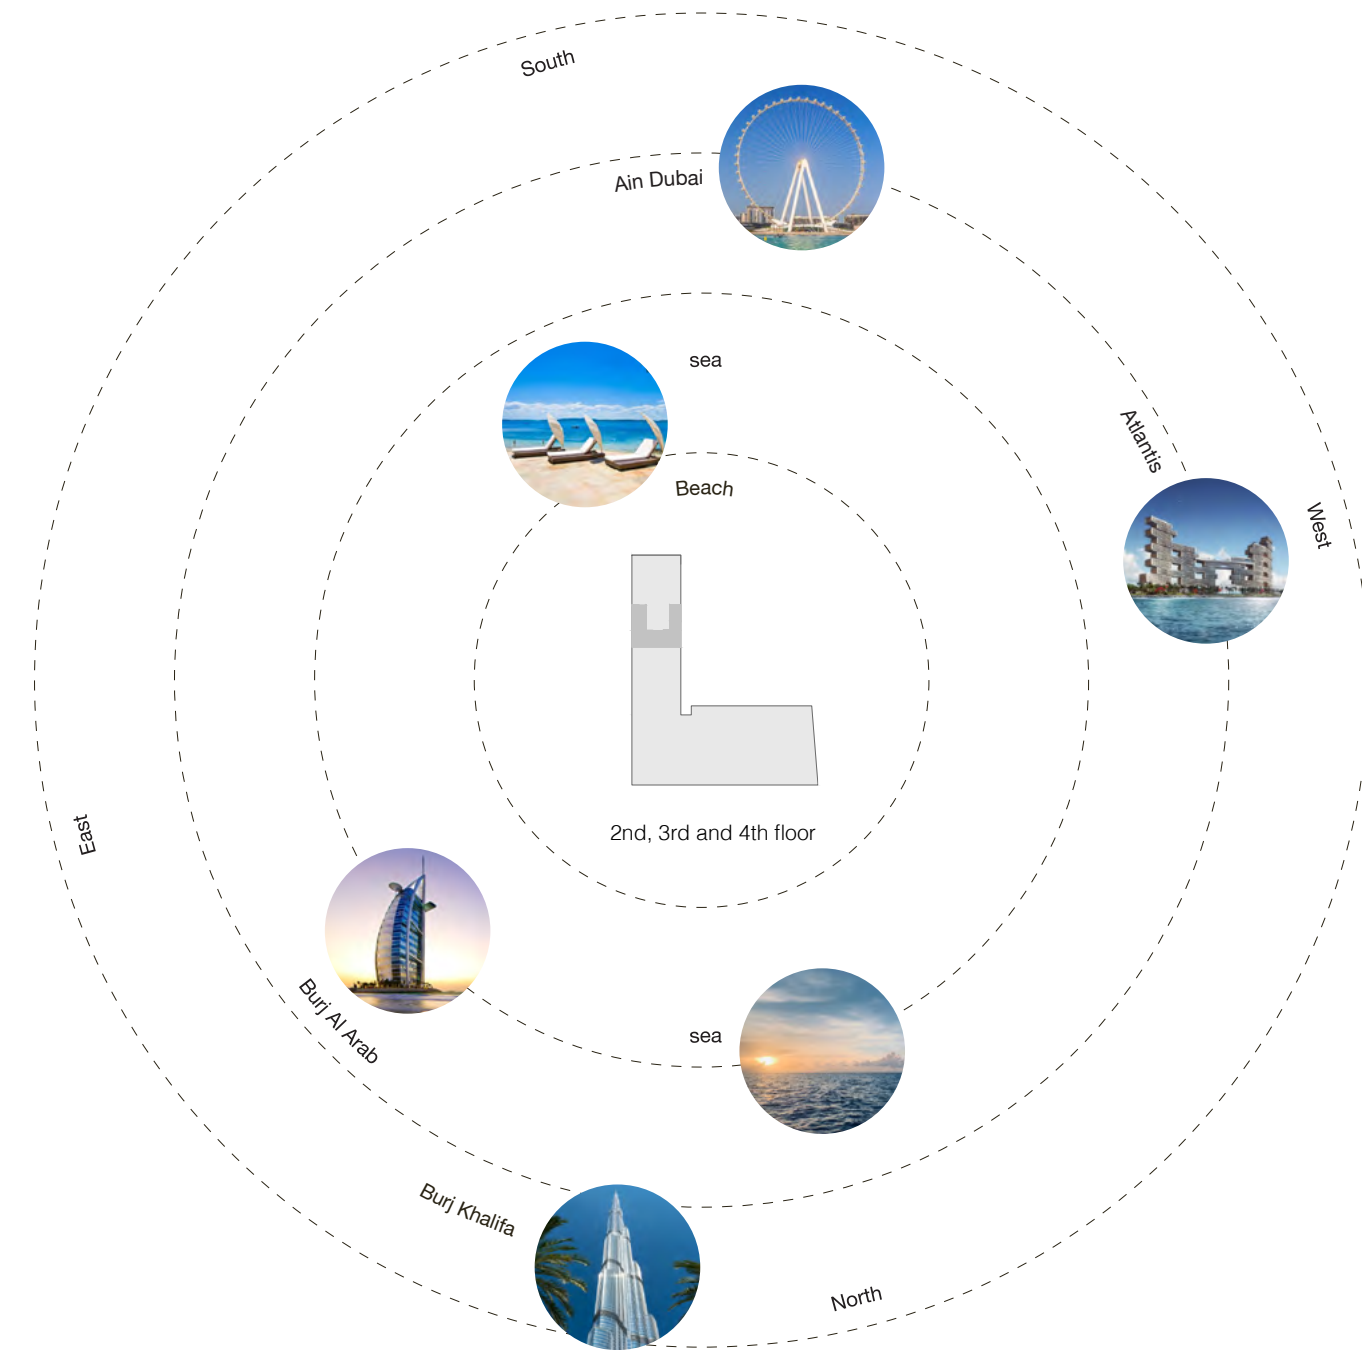 South
Ain Dubai
sea
Beach
Atlantis
West
2nd, 3rd and 4th floor
East
Burj Al Arab
sea
Burj Khalifa
North